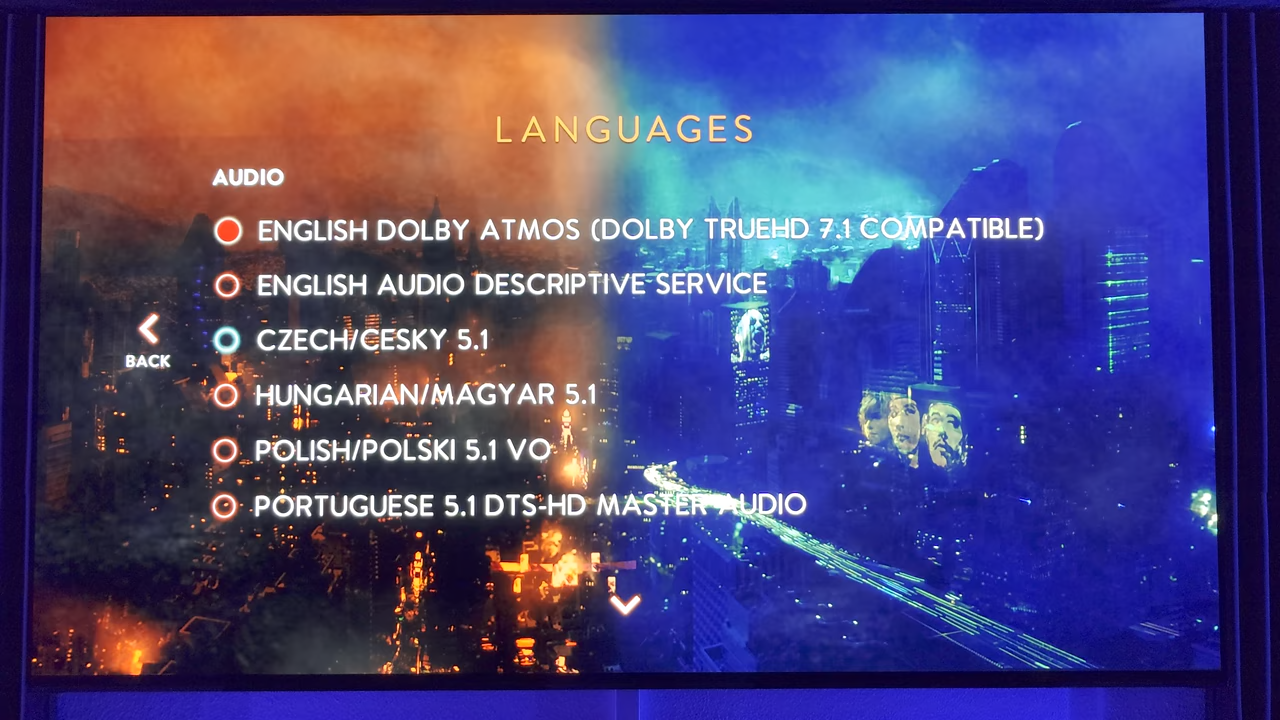 LANGUAGES
AUDIO
ENGLISH DOLBY ATMOS (DOLBY TRUEHD 7.1 COMPATIBLE)
ENGLISH AUDIO DESCRIPTIVE SERVICE
CZECH/CESKY 5.1
BACK
HUNGARIAN/MAGYAR 5.1
POLISH/POLSKI 5.1 VO
PORTUGUESE 5.1 DTS-HD MASTER AUDIO